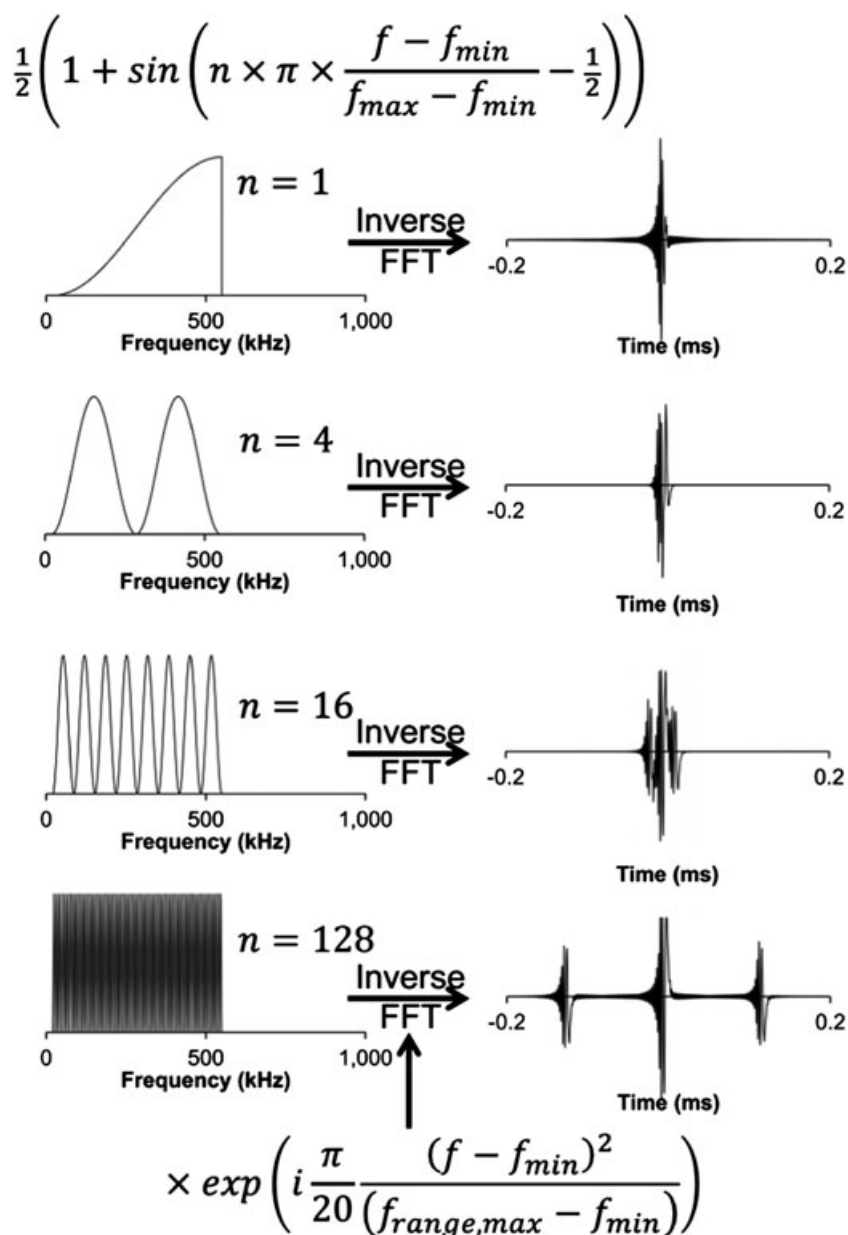 ½(1 + sin(n × π × (f − f_min)/(f_max − f_min) − ½))
n = 1
Inverse
FFT
0 500 1,000
Frequency (kHz)
-0.2 0.2
Time (ms)
n = 4
Inverse
FFT
0 500 1,000
Frequency (kHz)
-0.2 0.2
Time (ms)
n = 16
Inverse
FFT
0 500 1,000
Frequency (kHz)
-0.2 0.2
Time (ms)
n = 128
Inverse
FFT
0 500 1,000
Frequency (kHz)
-0.2 0.2
Time (ms)
× exp(i π/20 (f − f_min)²/(f_range,max − f_min))